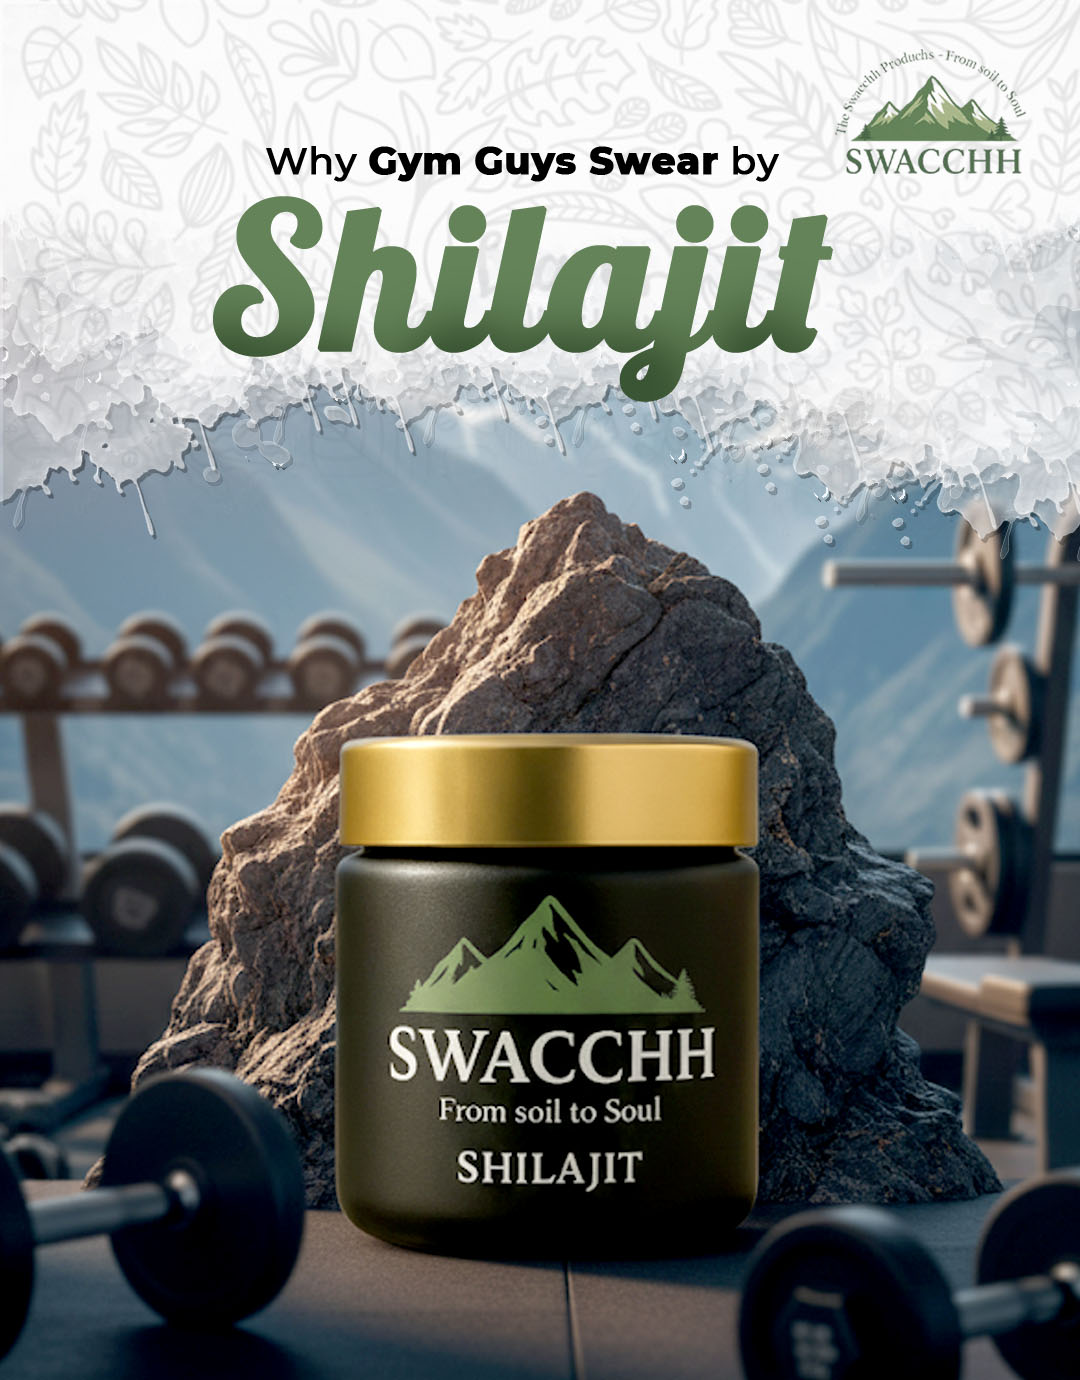 The Swacchh Produchs - From soil to Soul
SWACCHH
Why Gym Guys Swear by
Shilajit
SWACCHH
From soil to Soul
SHILAJIT